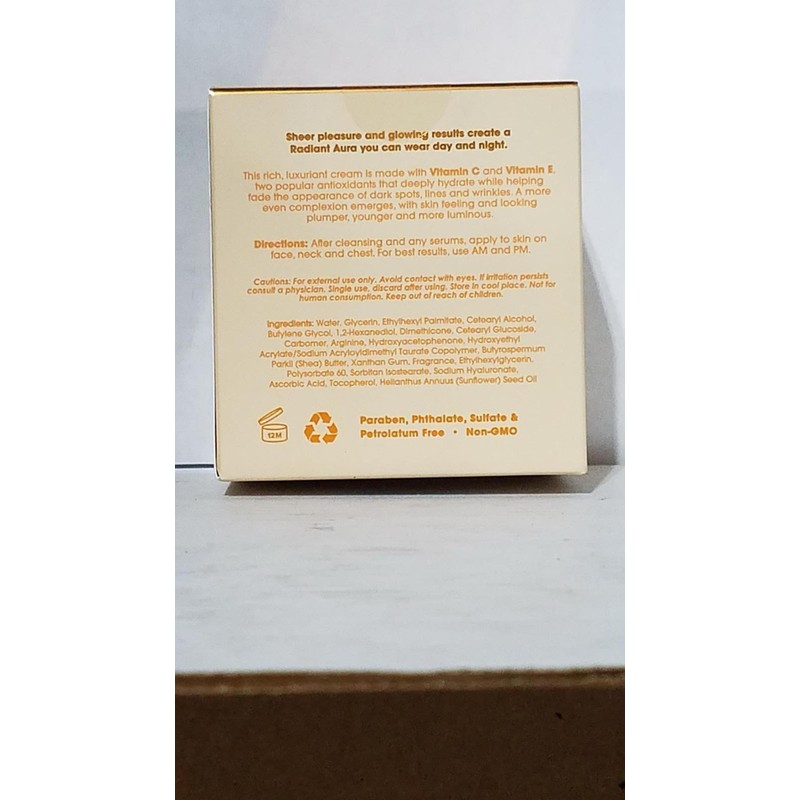 Sheer pleasure and glowing results create a
Radiant Aura you can wear day and night.
This rich, luxuriant cream is made with Vitamin C and Vitamin E,
two popular antioxidants that deeply hydrate while helping
fade the appearance of dark spots, lines and wrinkles. A more
even complexion emerges, with skin feeling and looking
plumper, younger and more luminous.
Directions: After cleansing and any serums, apply to skin on
face, neck and chest. For best results, use AM and PM.
Cautions: For external use only. Avoid contact with eyes. If irritation persists
consult a physician. Single use, discard after using. Store in cool place. Not for
human consumption. Keep out of reach of children.
Ingredients: Water, Glycerin, Ethylhexyl Palmitate, Cetearyl Alcohol,
Butylene Glycol, 1,2-Hexanediol, Dimethicone, Cetearyl Glucoside,
Carbomer, Arginine, Hydroxyacetophenone, Hydroxyethyl
Acrylate/Sodium Acryloyldimethyl Taurate Copolymer, Butyrospermum
Parkii (Shea) Butter, Xanthan Gum, Fragrance, Ethylhexylglycerin,
Polysorbate 60, Sorbitan Isostearate, Sodium Hyaluronate,
Ascorbic Acid, Tocopherol, Helianthus Annuus (Sunflower) Seed Oil
12M
Paraben, Phthalate, Sulfate &
Petrolatum Free • Non-GMO